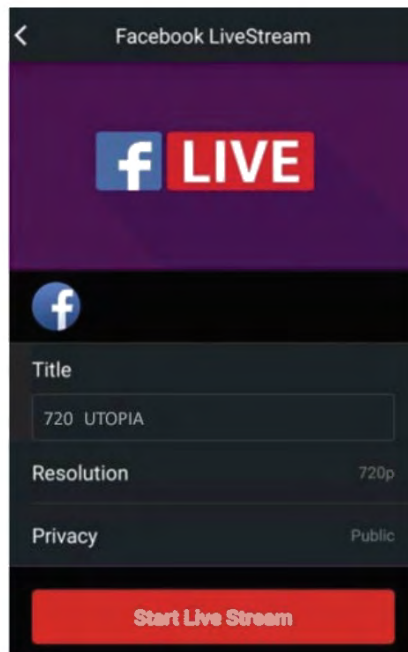 Facebook LiveStream
f LIVE
f
Title
720 UTOPIA
Resolution 720p
Privacy Public
Start Live Stream